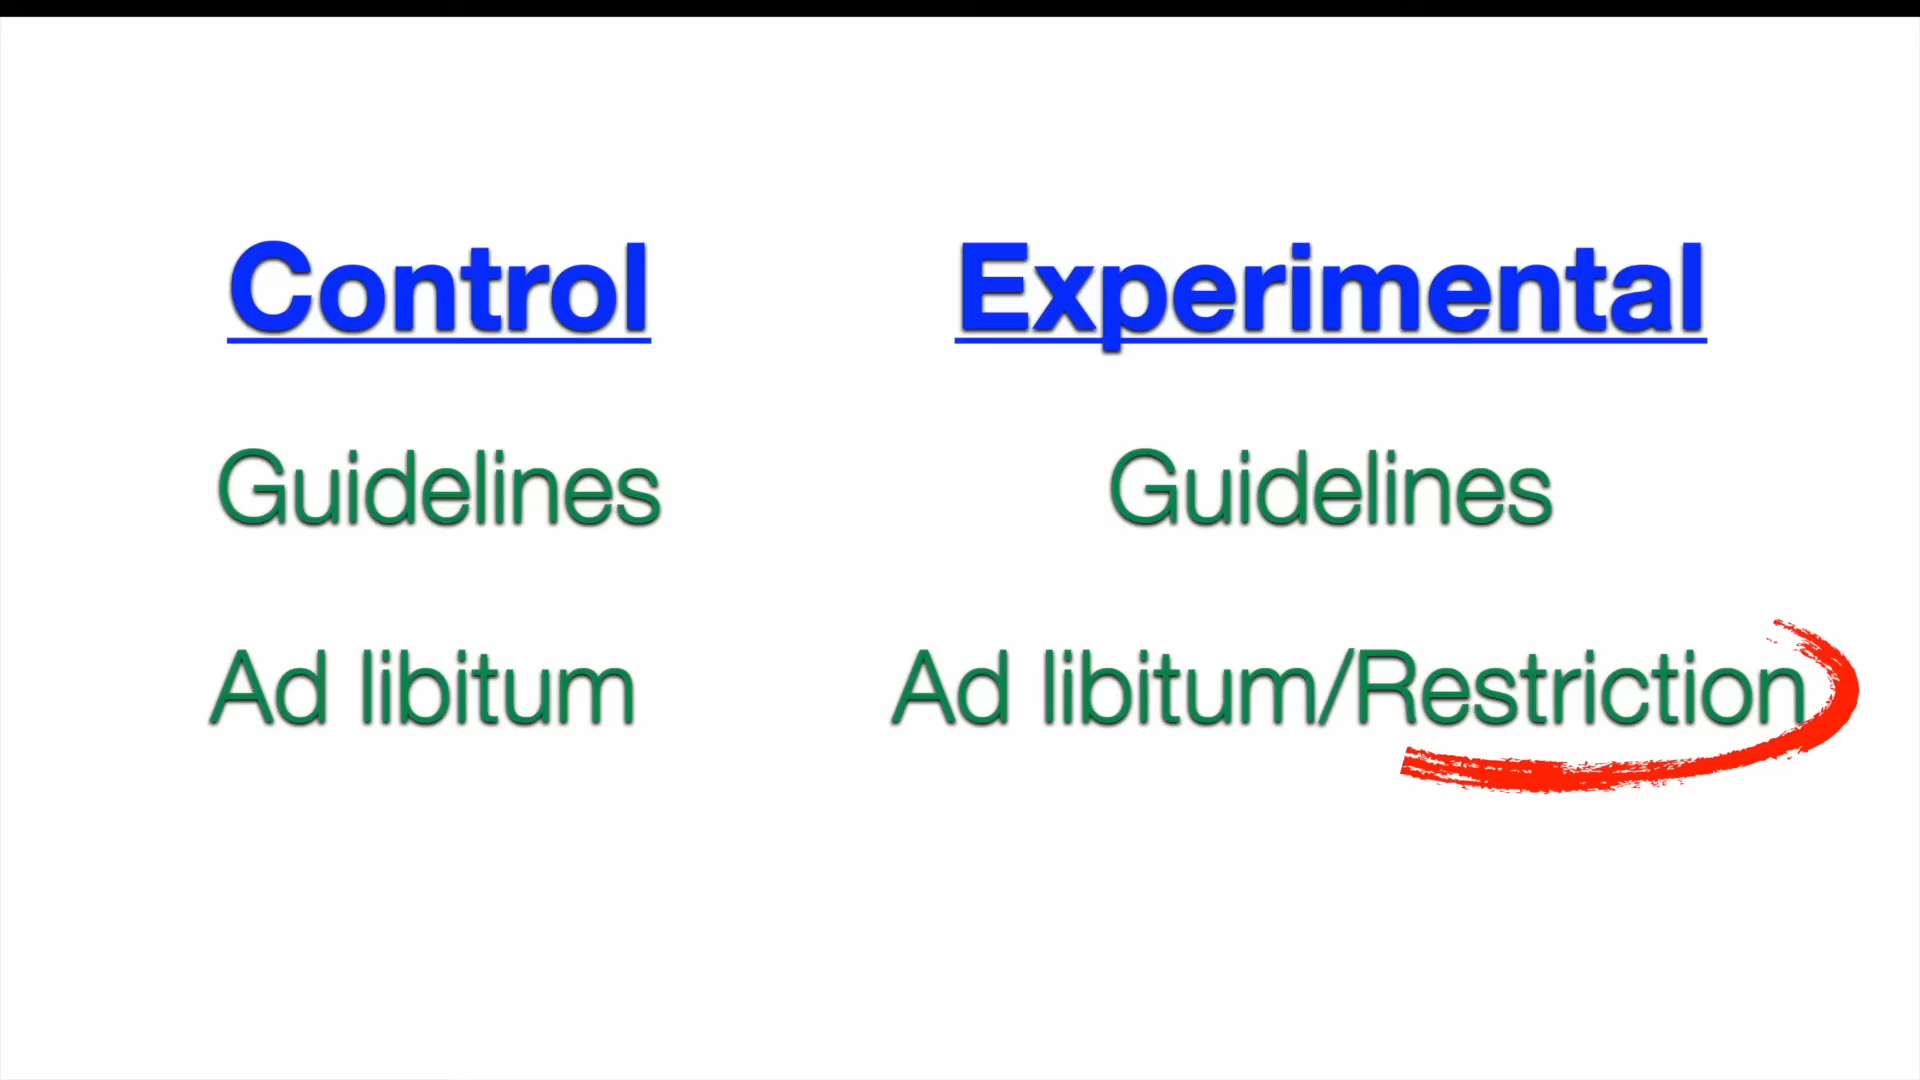 Control
Experimental
Guidelines
Guidelines
Ad libitum
Ad libitum/Restriction